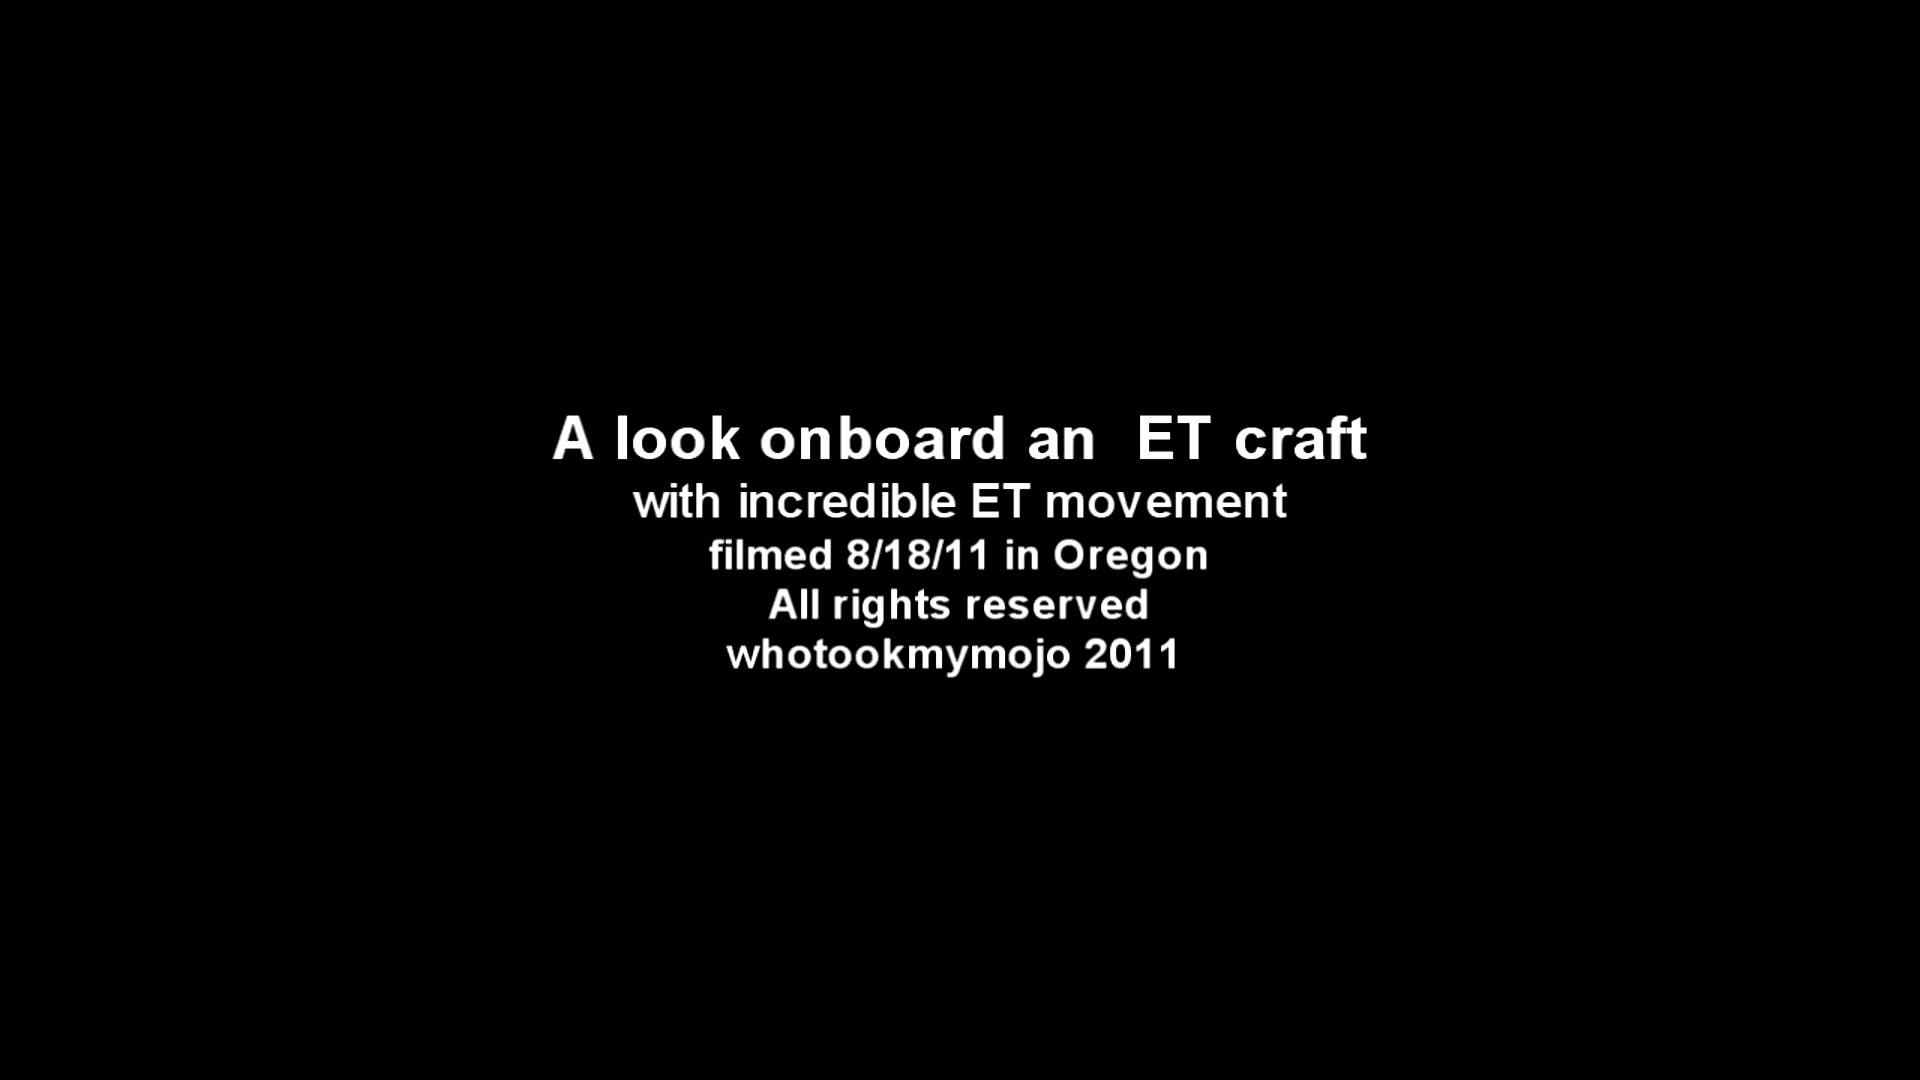 A look onboard an  ET craft
with incredible ET movement
filmed 8/18/11 in Oregon
All rights reserved
whotookmymojo 2011